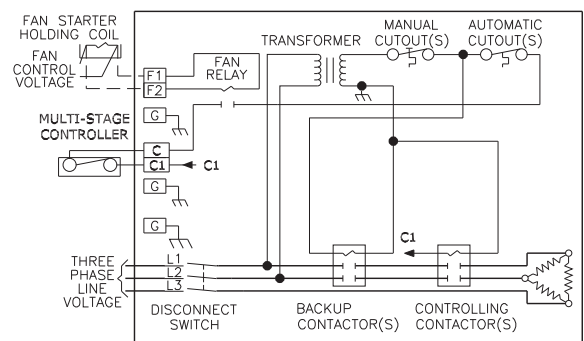 FAN STARTER
HOLDING COIL
FAN
CONTROL
VOLTAGE
MULTI-STAGE
CONTROLLER
F1
F2
G
C
C1
C1
G
G
FAN
RELAY
TRANSFORMER
MANUAL
CUTOUT(S)
AUTOMATIC
CUTOUT(S)
C1
THREE
PHASE
LINE
VOLTAGE
L1
L2
L3
DISCONNECT
SWITCH
BACKUP
CONTACTOR(S)
CONTROLLING
CONTACTOR(S)